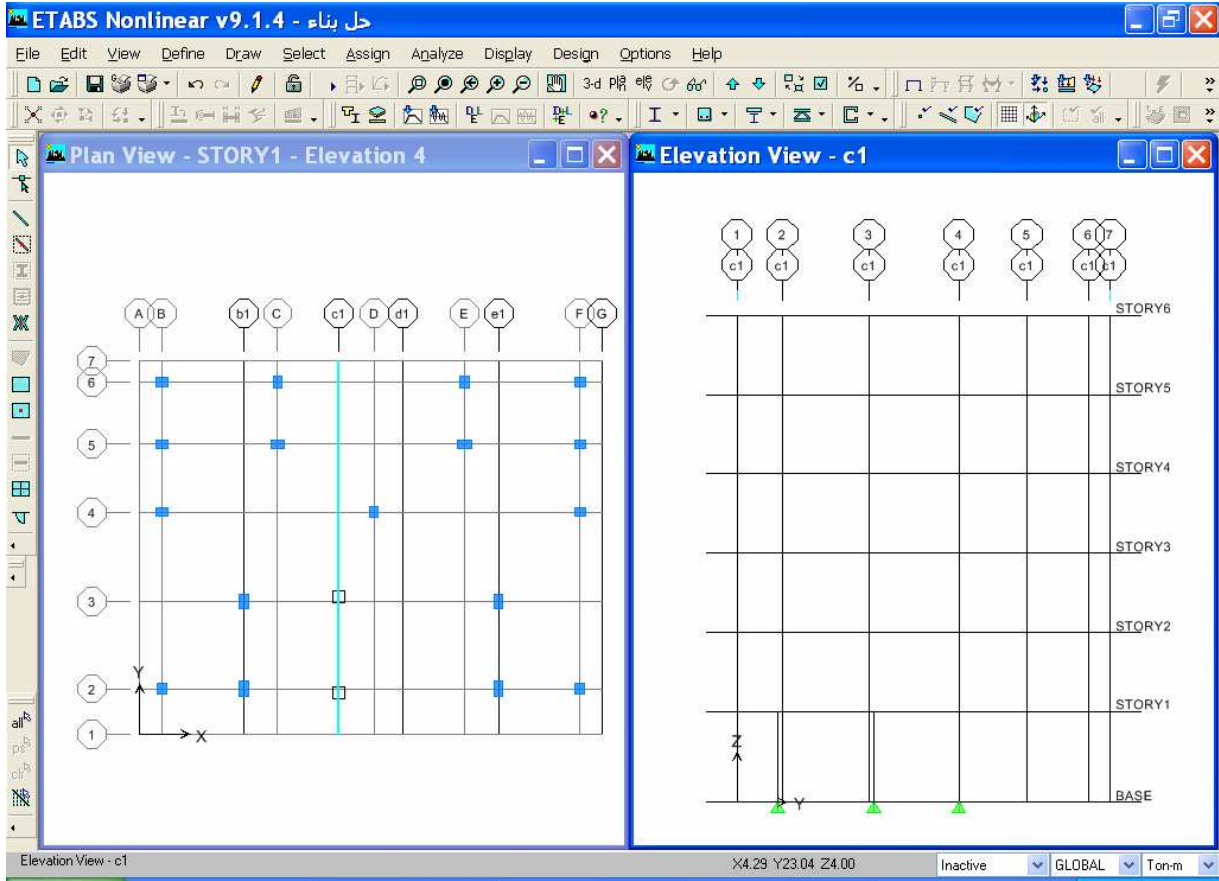 ETABS Nonlinear v9.1.4 - حل بناء
File Edit View Define Draw Select Assign Analyze Display Design Options Help
3-d
Plan View - STORY1 - Elevation 4
A B b1 C c1 D d1 E e1 F G
7
6
5
4
3
2
1
Y
X
Elevation View - c1
1 2 3 4 5 6 7
c1 c1 c1 c1 c1 c1 c1
STORY6
STORY5
STORY4
STORY3
STORY2
STORY1
BASE
Z
Y
all
ps
clr
Elevation View - c1
X4.29 Y23.04 Z4.00
Inactive
GLOBAL
Ton-m